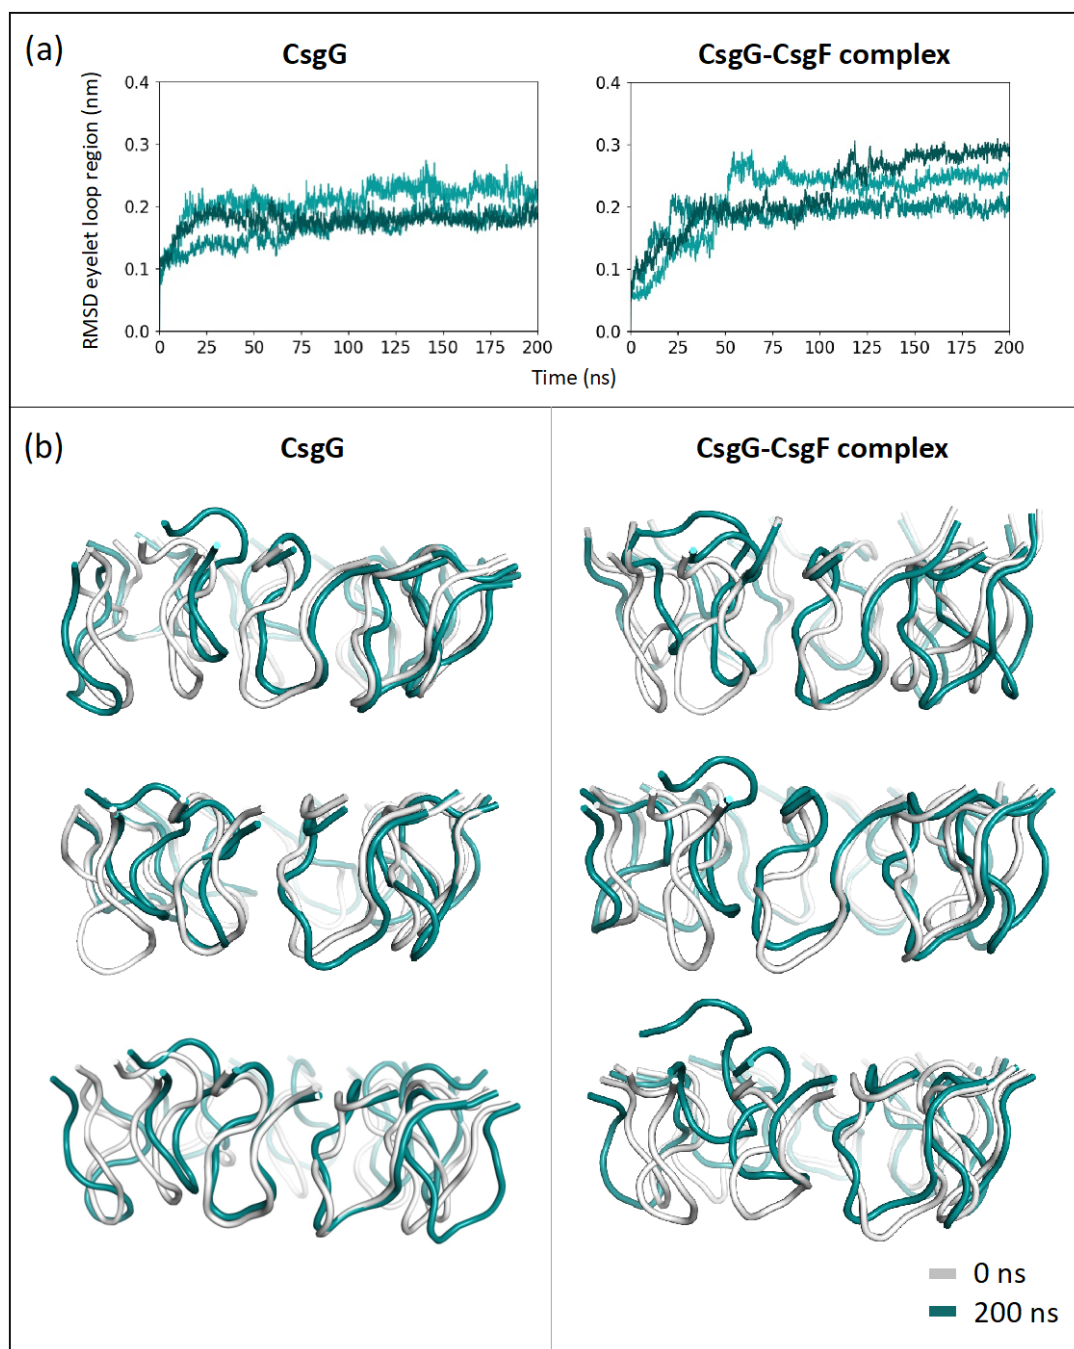 (a)
CsgG
CsgG-CsgF complex
RMSD eyelet loop region (nm)
0.4
0.3
0.2
0.1
0.0
0 25 50 75 100 125 150 175 200
0.4
0.3
0.2
0.1
0.0
0 25 50 75 100 125 150 175 200
Time (ns)
(b)
CsgG
CsgG-CsgF complex
0 ns
200 ns